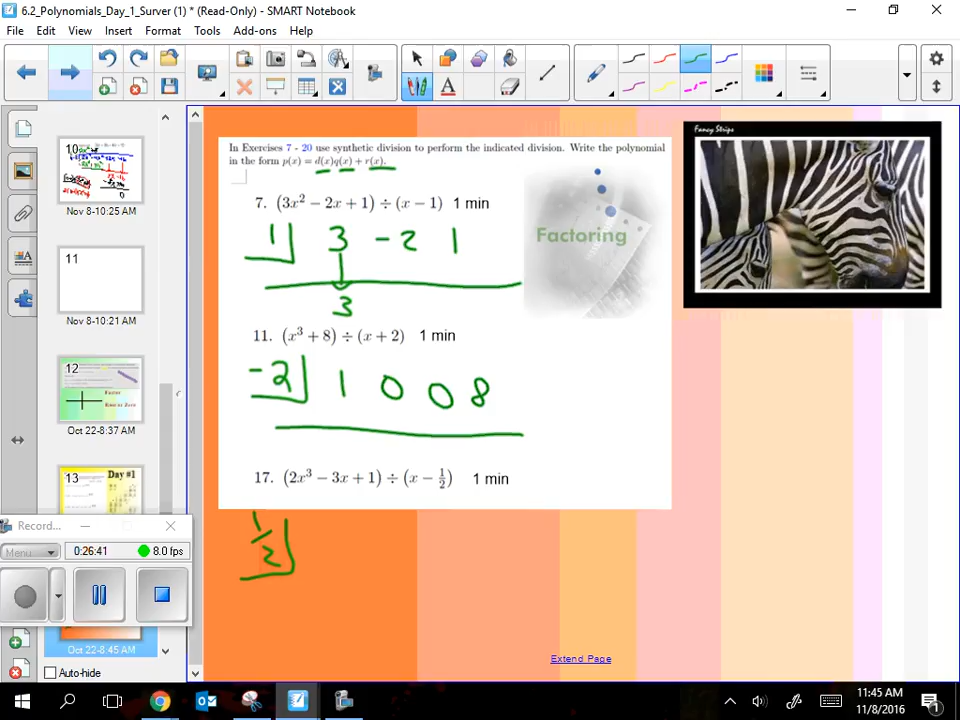 6.2_Polynomials_Day_1_Surver (1) * (Read-Only) - SMART Notebook
File Edit View Insert Format Tools Add-ons Help
In Exercises 7 - 20 use synthetic division to perform the indicated division. Write the polynomial
in the form p(x) = d(x)q(x) + r(x).
7. (3x² − 2x + 1) ÷ (x − 1) 1 min
1 3 -2 1
3
Factoring
Fancy Strips
11. (x³ + 8) ÷ (x + 2) 1 min
-2 1 0 0 8
17. (2x³ − 3x + 1) ÷ (x − 1/2) 1 min
1/2
Extend Page
10
Nov 8-10:25 AM
11
Nov 8-10:21 AM
12
Factor
Oct 22-8:37 AM
13
Day #1
Record...
Menu
0:26:41
8.0 fps
Oct 22-8:45 AM
Auto-hide
11:45 AM
11/8/2016
1